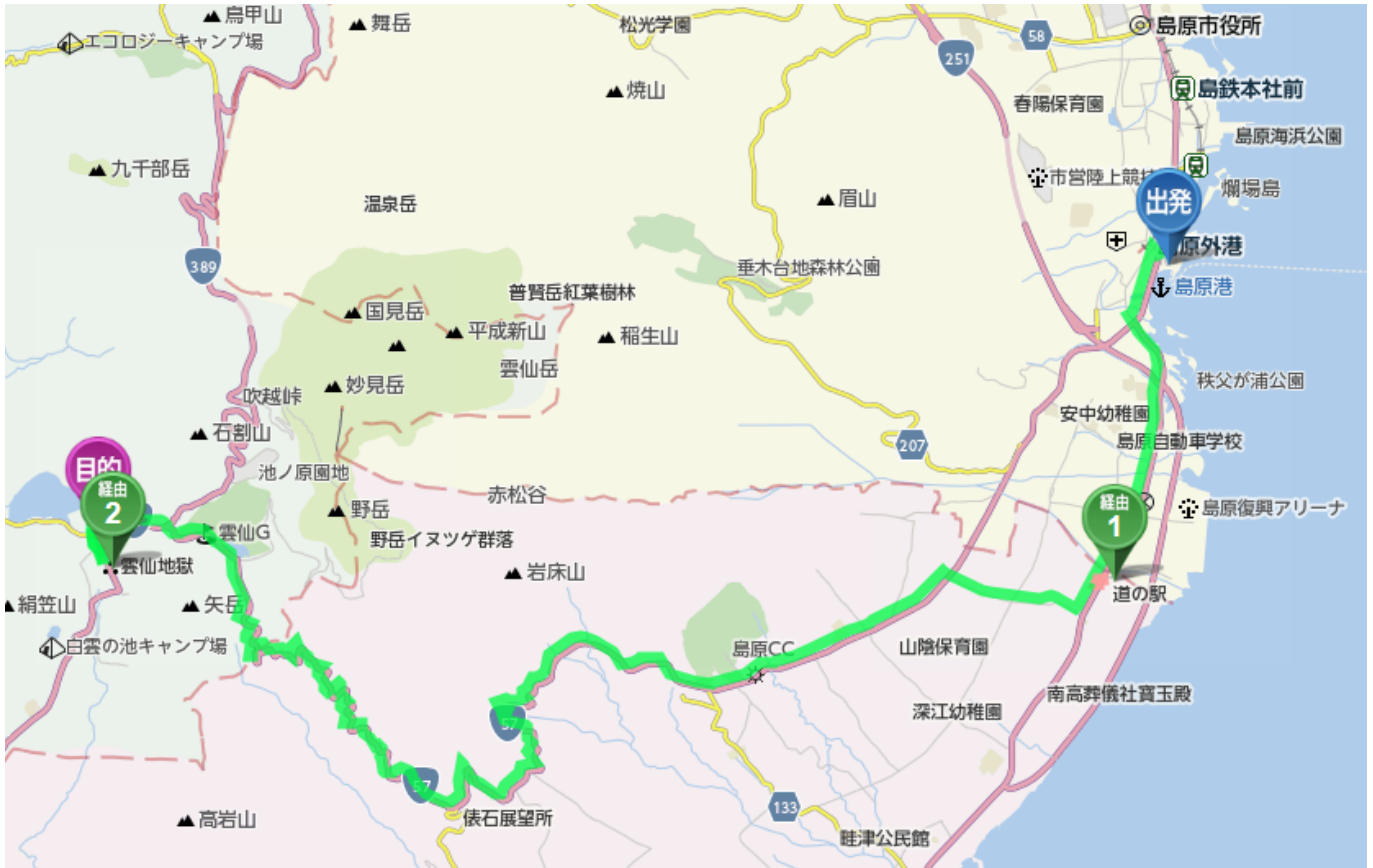 鳥甲山
舞岳
松光学園
58
島原市役所
エコロジーキャンプ場
251
焼山
島鉄本社前
春陽保育園
島原海浜公園
九千部岳
市営陸上競技
眉山
爛場島
温泉岳
出発
原外港
389
垂木台地森林公園
島原港
普賢岳紅葉樹林
国見岳
平成新山
稲生山
雲仙岳
妙見岳
吹越峠
秩父が浦公園
安中幼稚園
石割山
207
島原自動車学校
目的
池ノ原園地
経由
2
赤松谷
経由
1
野岳
島原復興アリーナ
雲仙G
野岳イヌツゲ群落
雲仙地獄
岩床山
道の駅
絹笠山
矢岳
白雲の池キャンプ場
島原CC
山陰保育園
南高葬儀社寳玉殿
深江幼稚園
57
57
133
高岩山
俵石展望所
畦津公民館